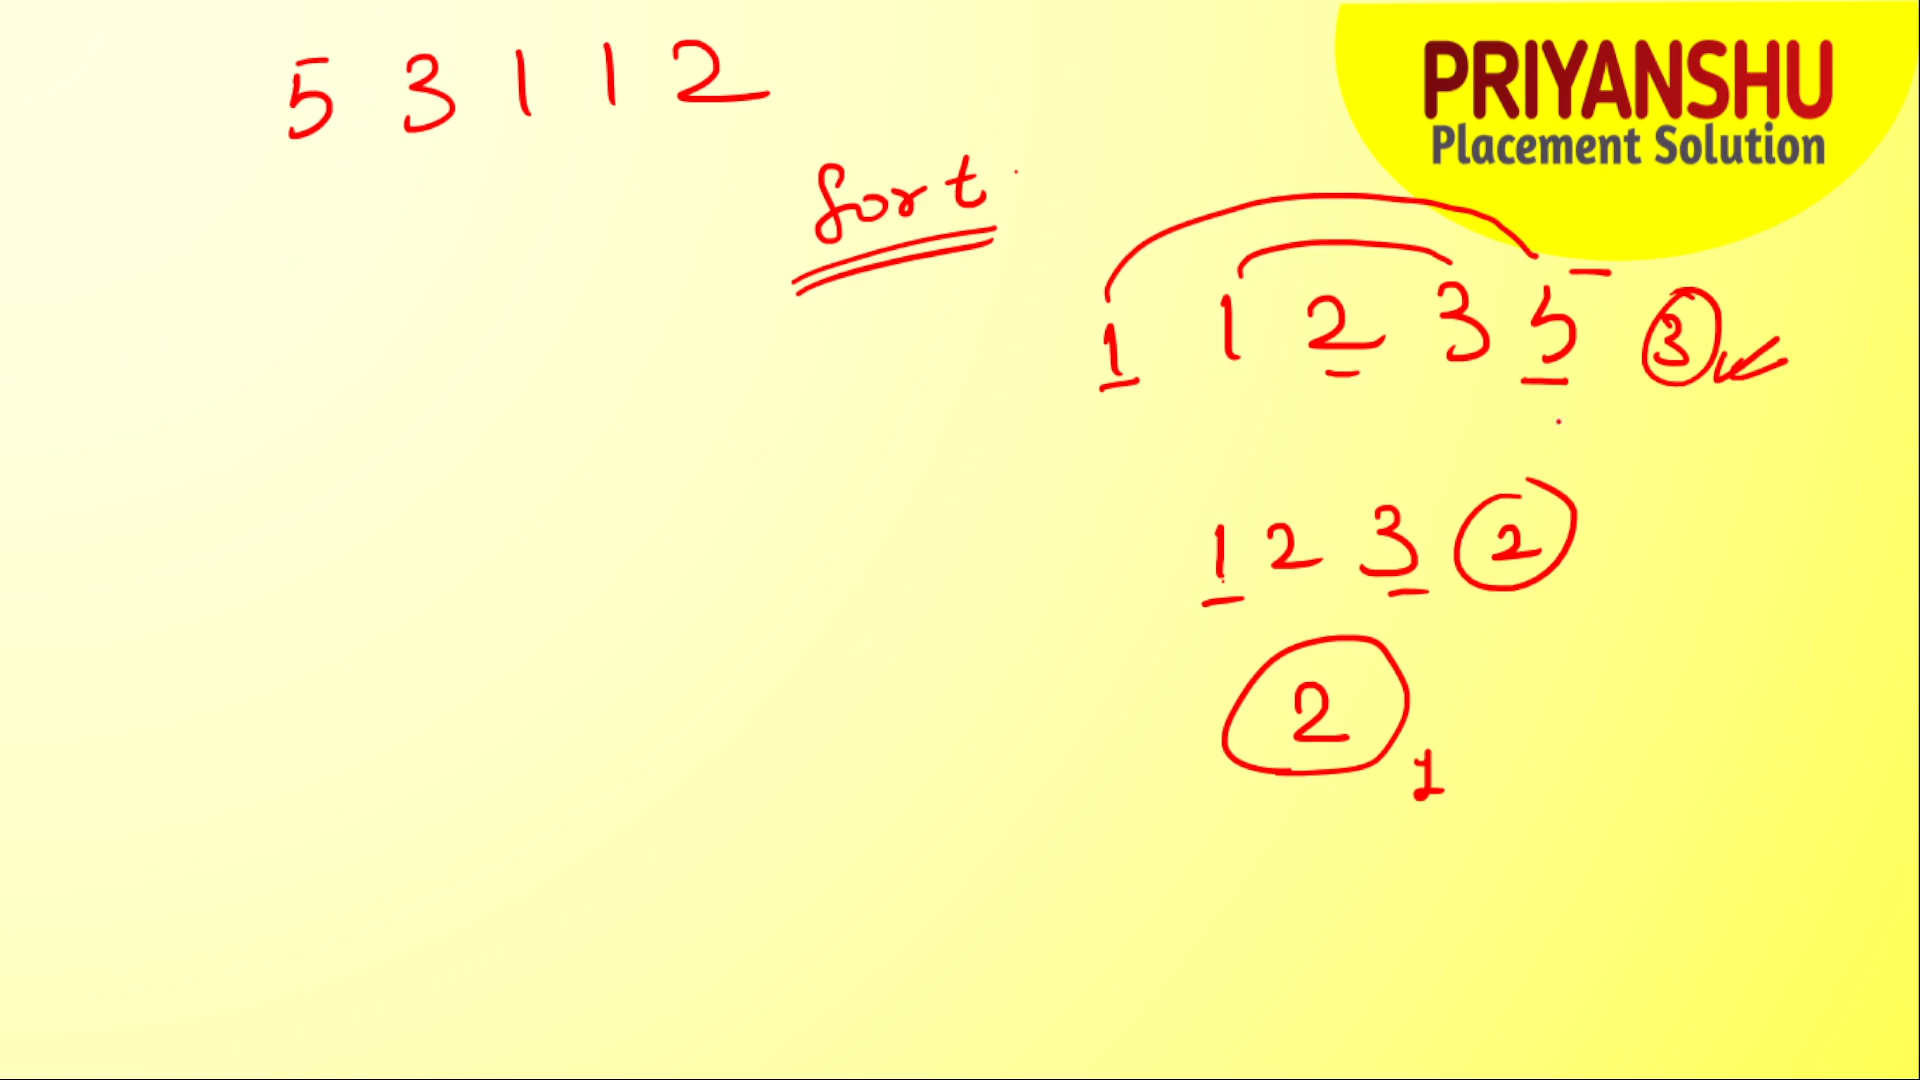 5 3 1 1 2
PRIYANSHU
Placement Solution
Sort
1 1 2 3 5 3
1 2 3 2
2
1